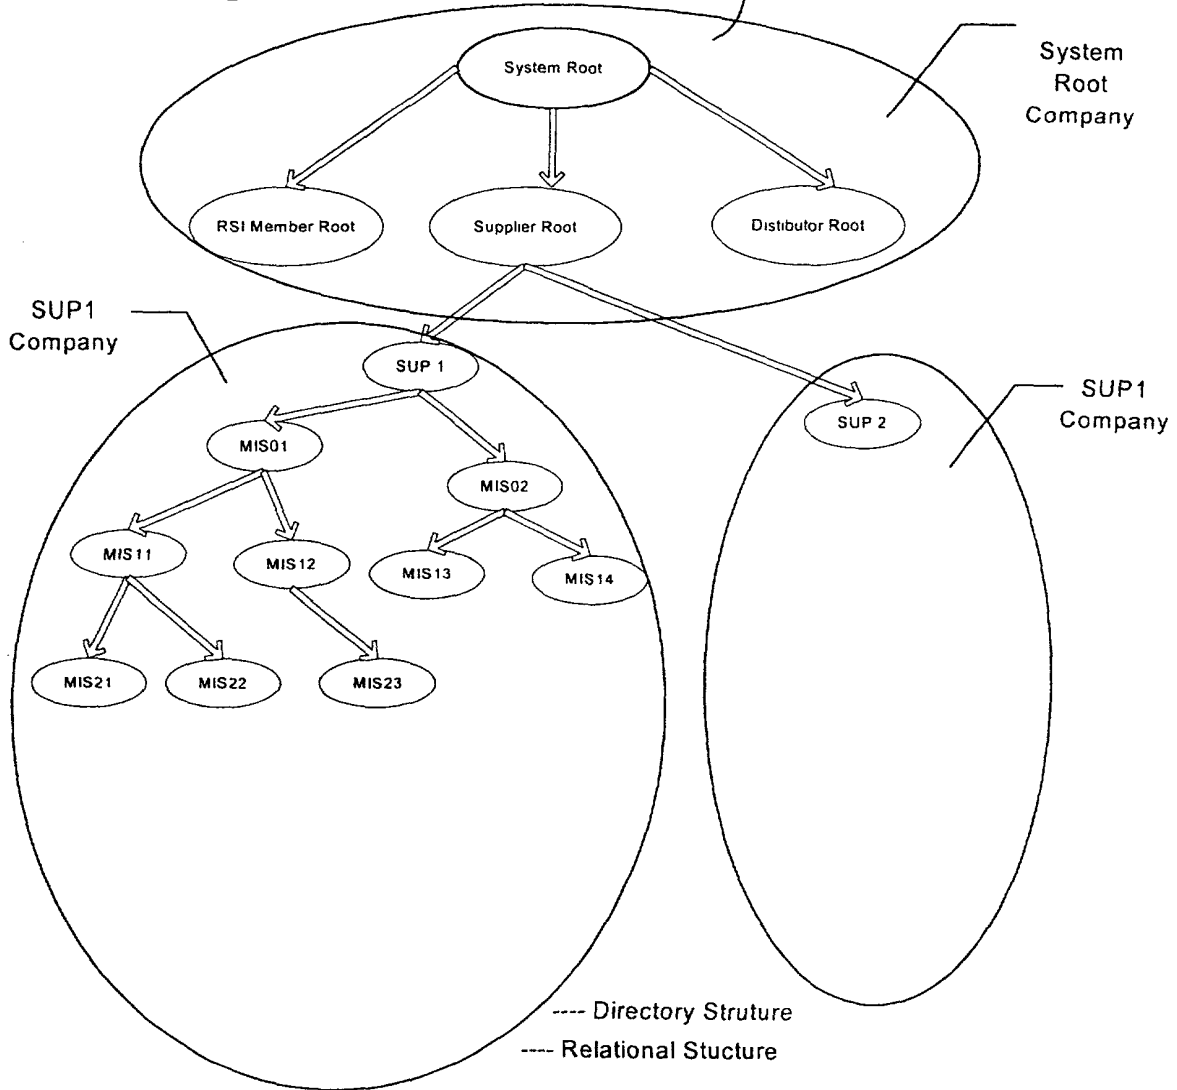 System Root
System
Root
Company
RSI Member Root
Supplier Root
Distibutor Root
SUP1
Company
SUP 1
SUP1
Company
SUP 2
MIS01
MIS02
MIS11
MIS12
MIS13
MIS14
MIS21
MIS22
MIS23
---- Directory Struture
---- Relational Stucture